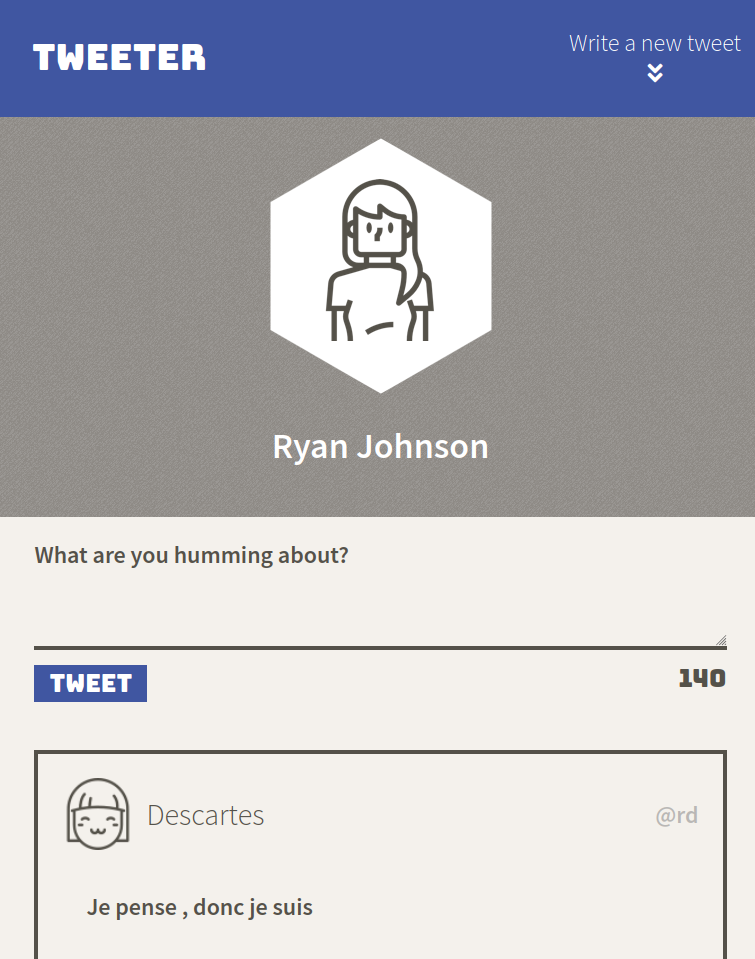 TWEETER
Write a new tweet
Ryan Johnson
What are you humming about?
TWEET
140
Descartes
@rd
Je pense , donc je suis